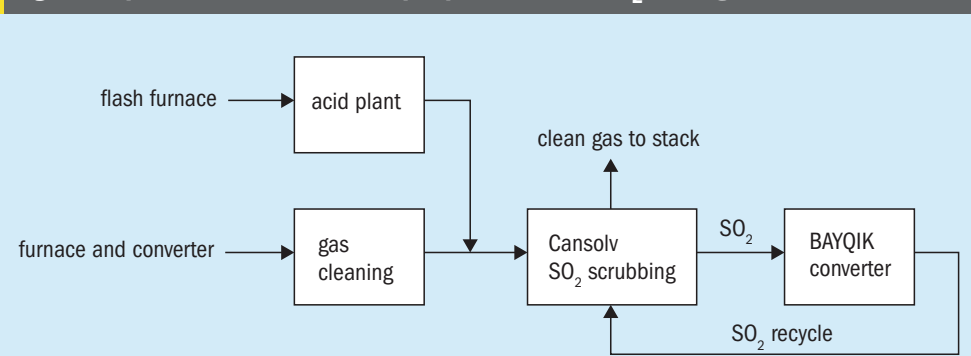 flash furnace
acid plant
clean gas to stack
furnace and converter
gas
cleaning
Cansolv
SO₂ scrubbing
SO₂
BAYQIK
converter
SO₂ recycle